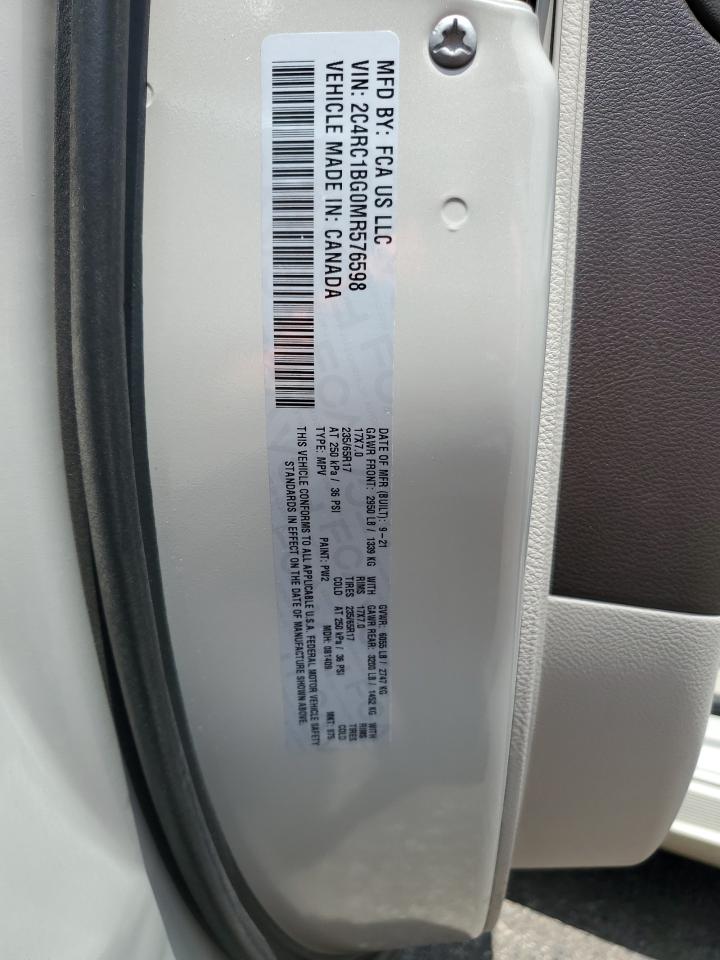 MFD BY: FCA US LLC
VIN: 2C4RC1BG0MR576598
VEHICLE MADE IN: CANADA
DATE OF MFR (BUILT): 9-21 GVWR: 6055 LB / 2747 KG
GAWR FRONT: 2950 LB / 1339 KG WITH GAWR REAR: 3200 LB / 1452 KG WITH
17X7.0 RIMS 17X7.0 RIMS
235/65R17 TIRES 235/65R17 TIRES
AT 250 kPa / 36 PSI COLD AT 250 kPa / 36 PSI COLD
TYPE: MPV PAINT: PW2 MDH: 081409 MKT:
THIS VEHICLE CONFORMS TO ALL APPLICABLE U.S.A. FEDERAL MOTOR VEHICLE SAFETY
STANDARDS IN EFFECT ON THE DATE OF MANUFACTURE SHOWN ABOVE.